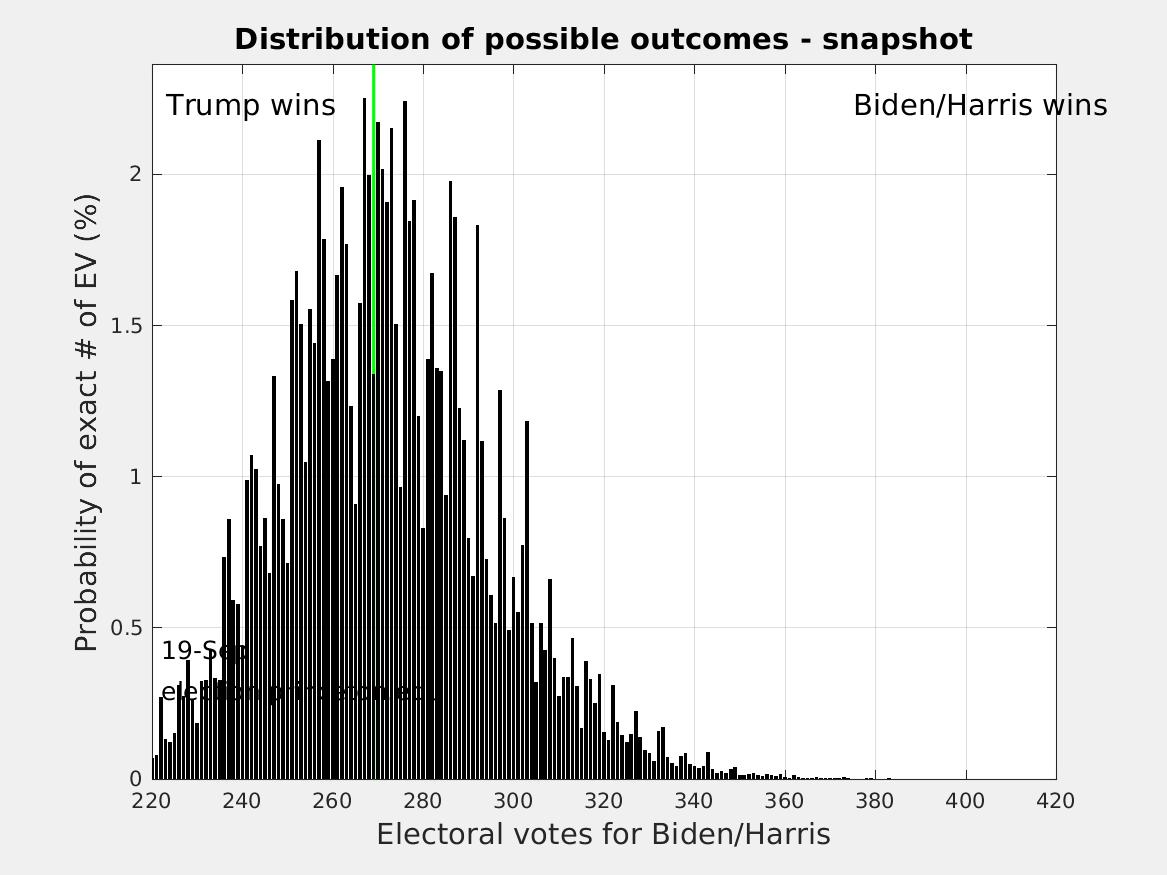 Distribution of possible outcomes - snapshot
Trump wins
Biden/Harris wins
Probability of exact # of EV (%)
2
1.5
1
0.5
0
19-Sep
220 240 260 280 300 320 340 360 380 400 420
Electoral votes for Biden/Harris